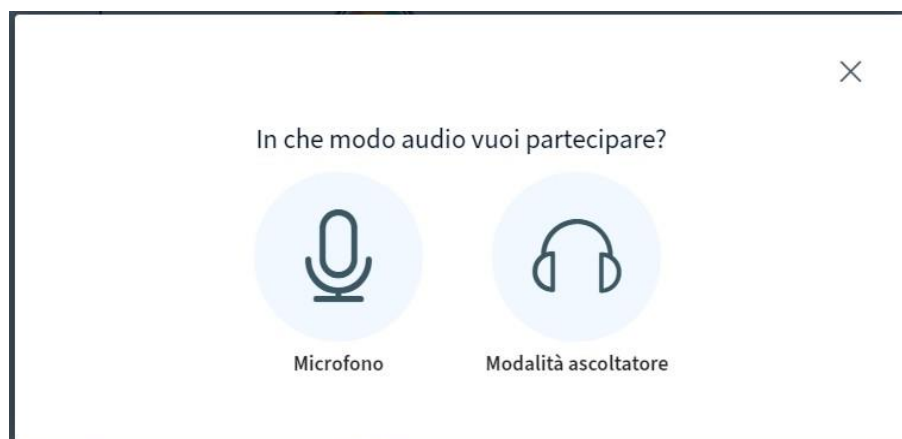 In che modo audio vuoi partecipare?
Microfono
Modalità ascoltatore